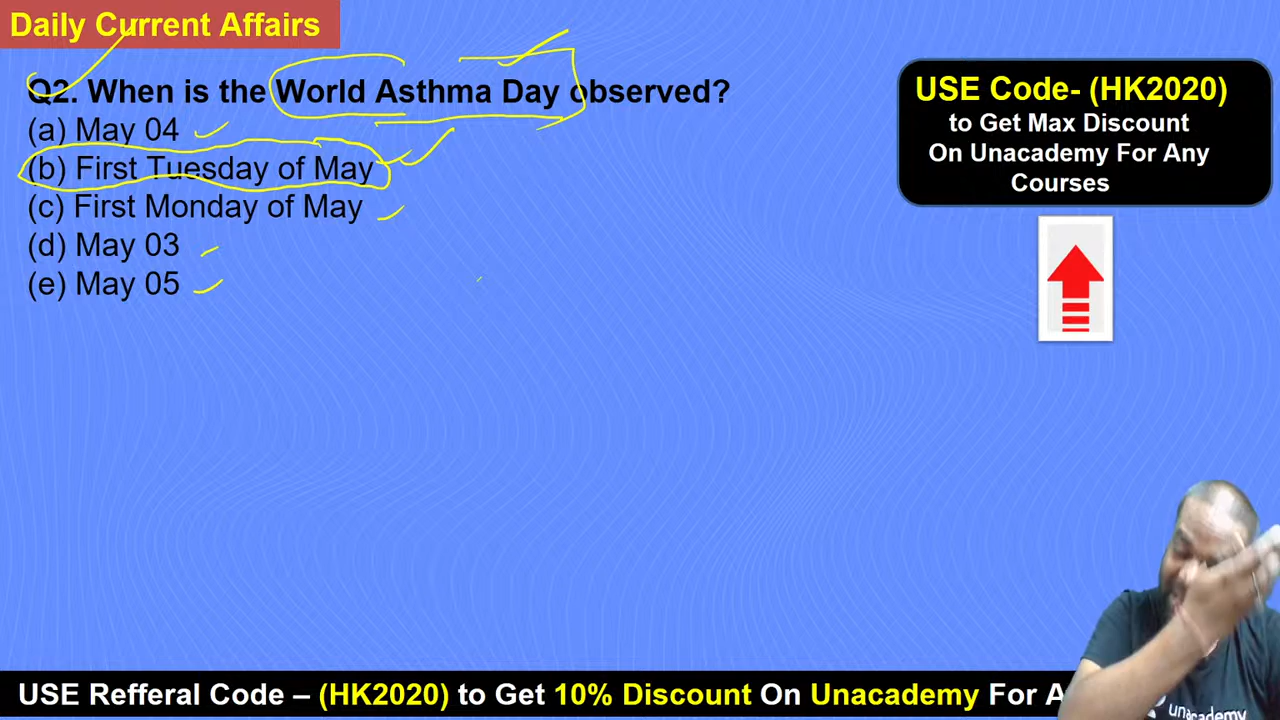 Daily Current Affairs
Q2. When is the World Asthma Day observed?
(a) May 04
(b) First Tuesday of May
(c) First Monday of May
(d) May 03
(e) May 05
USE Code- (HK2020)
to Get Max Discount
On Unacademy For Any
Courses
USE Refferal Code – (HK2020) to Get 10% Discount On Unacademy For
unacademy